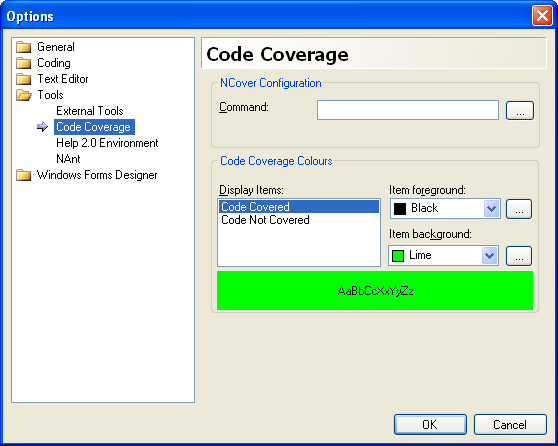 Options
General
Coding
Text Editor
Tools
External Tools
Code Coverage
Help 2.0 Environment
NAnt
Windows Forms Designer
Code Coverage
NCover Configuration
Command:
...
Code Coverage Colours
Display Items:
Code Covered
Code Not Covered
Item foreground:
Black
...
Item background:
Lime
...
AaBbCcXxYyZz
OK
Cancel